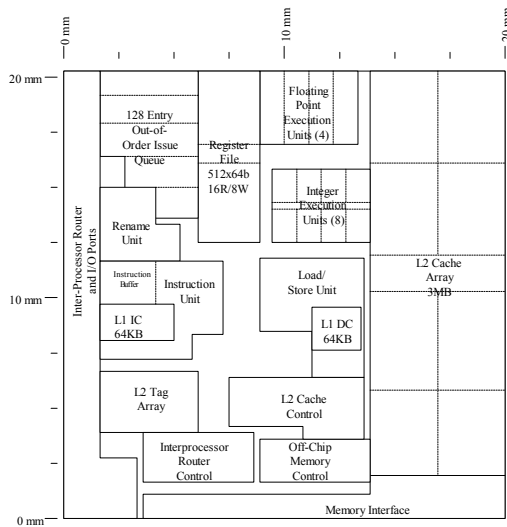 0 mm
10 mm
20 mm
20 mm
10 mm
0 mm
Inter-Processor Router
and I/O Ports
128 Entry
Out-of-
Order Issue
Queue
Register
File
512x64b
16R/8W
Floating
Point
Execution
Units (4)
Integer
Execution
Units (8)
Rename
Unit
Instruction
Buffer
Instruction
Unit
L1 IC
64KB
Load/
Store Unit
L1 DC
64KB
L2 Cache
Array
3MB
L2 Tag
Array
L2 Cache
Control
Interprocessor
Router
Control
Off-Chip
Memory
Control
Memory Interface